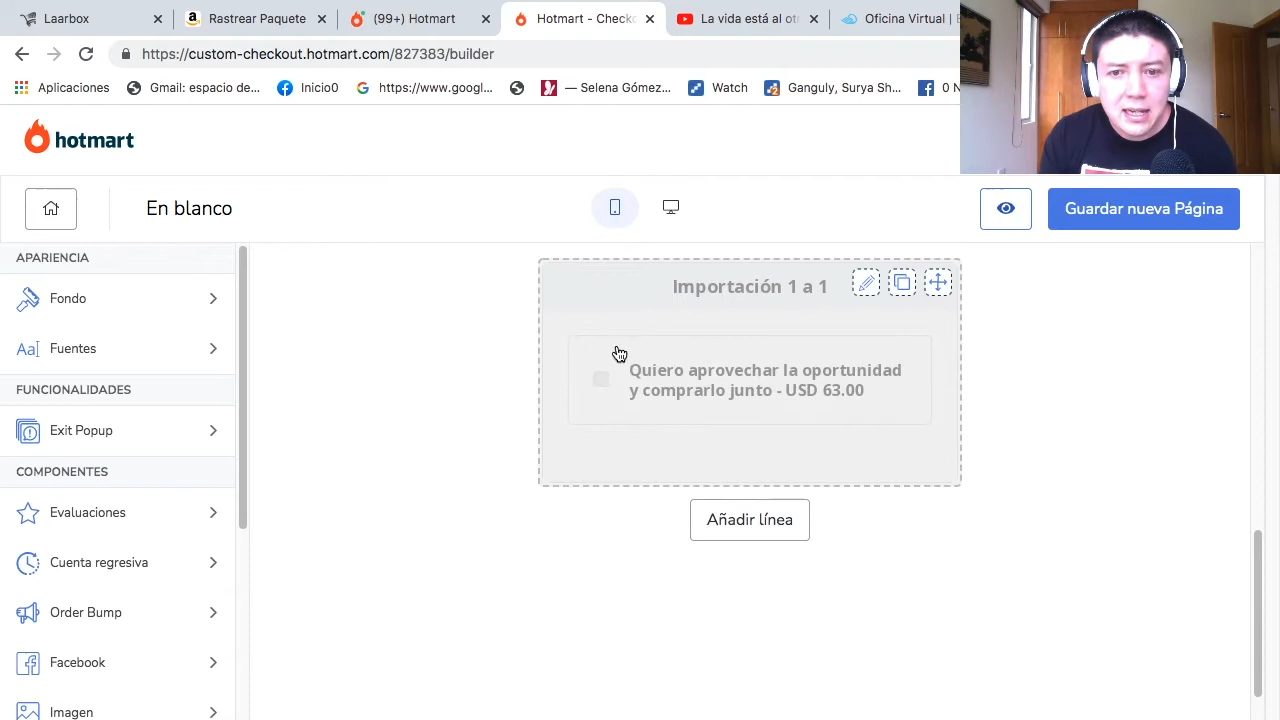 Laarbox
Rastrear Paquete
(99+) Hotmart
Hotmart - Checko
La vida está al ot
Oficina Virtual |
https://custom-checkout.hotmart.com/827383/builder
Aplicaciones
Gmail: espacio de...
Inicio0
https://www.googl...
— Selena Gómez...
Watch
Ganguly, Surya Sh...
0 N
hotmart
En blanco
Guardar nueva Página
APARIENCIA
Fondo
Fuentes
FUNCIONALIDADES
Exit Popup
COMPONENTES
Evaluaciones
Cuenta regresiva
Order Bump
Facebook
Imagen
Importación 1 a 1
Quiero aprovechar la oportunidad
y comprarlo junto - USD 63.00
Añadir línea